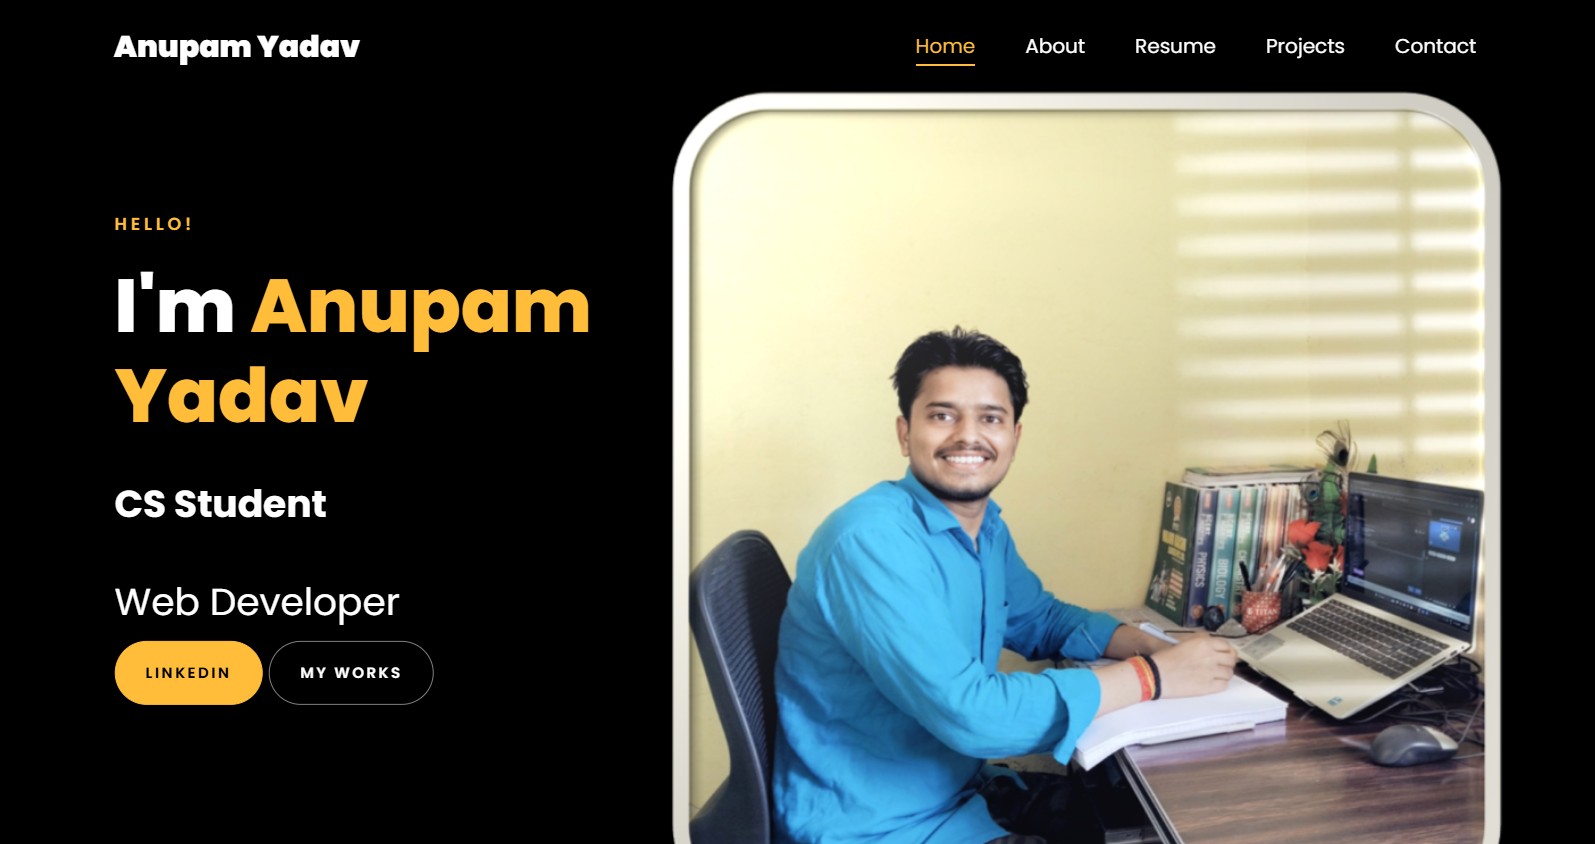 Anupam Yadav
Home About Resume Projects Contact
HELLO!
I'm Anupam
Yadav
CS Student
Web Developer
LINKEDIN MY WORKS
PHYSICS
BIOLOGY
TITAN